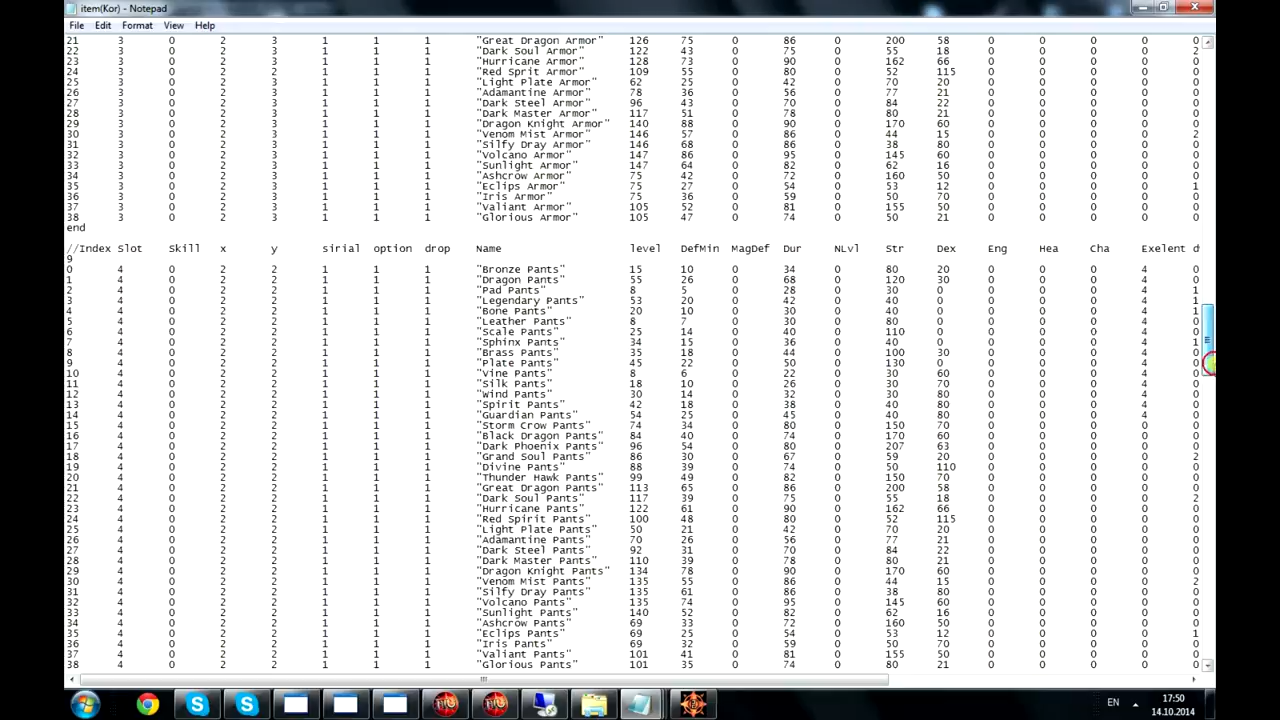 item(Kor) - Notepad
File Edit Format View Help
21 3 0 2 3 1 1 1 "Great Dragon Armor" 126 75 0 86 0 200 58 0 0 0 0 0
22 3 0 2 3 1 1 1 "Dark Soul Armor" 122 43 0 75 0 55 18 0 0 0 0 0
23 3 0 2 3 1 1 1 "Hurricane Armor" 128 73 0 90 0 162 66 0 0 0 0 0
24 3 0 2 2 1 1 1 "Red Sprit Armor" 109 55 0 80 0 52 115 0 0 0 0 0
25 3 0 2 3 1 1 1 "Light Plate Armor" 62 25 0 42 0 70 20 0 0 0 0 0
26 3 0 2 3 1 1 1 "Adamantine Armor" 78 36 0 56 0 77 21 0 0 0 0 0
27 3 0 2 3 1 1 1 "Dark Steel Armor" 96 43 0 70 0 84 22 0 0 0 0 0
28 3 0 2 3 1 1 1 "Dark Master Armor" 117 51 0 78 0 80 21 0 0 0 0 0
29 3 0 2 3 1 1 1 "Dragon Knight Armor" 140 88 0 90 0 170 60 0 0 0 0 0
30 3 0 2 3 1 1 1 "Venom Mist Armor" 146 57 0 86 0 44 15 0 0 0 0 2
31 3 0 2 3 1 1 1 "Silfy Dray Armor" 146 68 0 86 0 38 80 0 0 0 0 0
32 3 0 2 3 1 1 1 "Volcano Armor" 147 86 0 95 0 145 60 0 0 0 0 0
33 3 0 2 3 1 1 1 "Sunlight Armor" 147 64 0 82 0 62 16 0 0 0 0 0
34 3 0 2 3 1 1 1 "Ashcrow Armor" 75 42 0 72 0 160 50 0 0 0 0 0
35 3 0 2 3 1 1 1 "Eclips Armor" 75 27 0 54 0 53 12 0 0 0 0 1
36 3 0 2 3 1 1 1 "Iris Armor" 75 36 0 59 0 50 70 0 0 0 0 0
37 3 0 2 3 1 1 1 "Valiant Armor" 105 52 0 81 0 155 50 0 0 0 0 0
38 3 0 2 3 1 1 1 "Glorious Armor" 105 47 0 74 0 50 21 0 0 0 0 0
end
//Index Slot Skill x y sirial option drop Name level DefMin MagDef Dur NLvl Str Dex Eng Hea Cha Exelent
9
0 4 0 2 2 1 1 1 "Bronze Pants" 15 10 0 34 0 80 20 0 0 0 4 0
1 4 0 2 2 1 1 1 "Dragon Pants" 55 26 0 68 0 120 30 0 0 0 4 0
2 4 0 2 2 1 1 1 "Pad Pants" 8 5 0 28 0 30 0 0 0 0 4 1
3 4 0 2 2 1 1 1 "Legendary Pants" 53 20 0 42 0 40 0 0 0 0 4 1
4 4 0 2 2 1 1 1 "Bone Pants" 20 10 0 30 0 40 0 0 0 0 4 1
5 4 0 2 2 1 1 1 "Leather Pants" 8 7 0 30 0 80 0 0 0 0 4 0
6 4 0 2 2 1 1 1 "Scale Pants" 25 14 0 40 0 110 0 0 0 0 4 0
7 4 0 2 2 1 1 1 "Sphinx Pants" 34 15 0 36 0 40 0 0 0 0 4 1
8 4 0 2 2 1 1 1 "Brass Pants" 35 18 0 44 0 100 30 0 0 0 4 0
9 4 0 2 2 1 1 1 "Plate Pants" 45 22 0 50 0 130 0 0 0 0 4 0
10 4 0 2 2 1 1 1 "Vine Pants" 8 6 0 22 0 30 60 0 0 0 4 0
11 4 0 2 2 1 1 1 "Silk Pants" 18 10 0 26 0 30 70 0 0 0 4 0
12 4 0 2 2 1 1 1 "Wind Pants" 30 14 0 32 0 30 80 0 0 0 4 0
13 4 0 2 2 1 1 1 "Spirit Pants" 42 18 0 38 0 40 80 0 0 0 4 0
14 4 0 2 2 1 1 1 "Guardian Pants" 54 25 0 45 0 40 80 0 0 0 4 0
15 4 0 2 2 1 1 1 "Storm Crow Pants" 74 34 0 80 0 150 70 0 0 0 0 0
16 4 0 2 2 1 1 1 "Black Dragon Pants" 84 40 0 74 0 170 60 0 0 0 0 0
17 4 0 2 2 1 1 1 "Dark Phoenix Pants" 96 54 0 80 0 207 63 0 0 0 0 0
18 4 0 2 2 1 1 1 "Grand Soul Pants" 86 30 0 67 0 59 20 0 0 0 0 2
19 4 0 2 2 1 1 1 "Divine Pants" 88 39 0 74 0 50 110 0 0 0 0 0
20 4 0 2 2 1 1 1 "Thunder Hawk Pants" 99 49 0 82 0 150 70 0 0 0 0 0
21 4 0 2 2 1 1 1 "Great Dragon Pants" 113 65 0 86 0 200 58 0 0 0 0 0
22 4 0 2 2 1 1 1 "Dark Soul Pants" 117 39 0 75 0 55 18 0 0 0 0 2
23 4 0 2 2 1 1 1 "Hurricane Pants" 122 61 0 90 0 162 66 0 0 0 0 0
24 4 0 2 2 1 1 1 "Red Spirit Pants" 100 48 0 80 0 52 115 0 0 0 0 0
25 4 0 2 2 1 1 1 "Light Plate Pants" 50 21 0 42 0 70 20 0 0 0 0 0
26 4 0 2 2 1 1 1 "Adamantine Pants" 70 26 0 56 0 77 21 0 0 0 0 0
27 4 0 2 2 1 1 1 "Dark Steel Pants" 92 31 0 70 0 84 22 0 0 0 0 0
28 4 0 2 2 1 1 1 "Dark Master Pants" 110 39 0 78 0 80 21 0 0 0 0 0
29 4 0 2 2 1 1 1 "Dragon Knight Pants" 134 78 0 90 0 170 60 0 0 0 0 0
30 4 0 2 2 1 1 1 "Venom Mist Pants" 135 55 0 86 0 44 15 0 0 0 0 2
31 4 0 2 2 1 1 1 "Silfy Dray Pants" 135 61 0 86 0 38 80 0 0 0 0 0
32 4 0 2 2 1 1 1 "Volcano Pants" 135 74 0 95 0 145 60 0 0 0 0 0
33 4 0 2 2 1 1 1 "Sunlight Pants" 140 52 0 82 0 62 16 0 0 0 0 0
34 4 0 2 2 1 1 1 "Ashcrow Pants" 69 33 0 72 0 160 50 0 0 0 0 0
35 4 0 2 2 1 1 1 "Eclips Pants" 69 25 0 54 0 53 12 0 0 0 0 1
36 4 0 2 2 1 1 1 "Iris Pants" 69 32 0 59 0 50 70 0 0 0 0 0
37 4 0 2 2 1 1 1 "Valiant Pants" 101 41 0 81 0 155 50 0 0 0 0 0
38 4 0 2 2 1 1 1 "Glorious Pants" 101 35 0 74 0 80 21 0 0 0 0 0
EN
17:50
14.10.2014